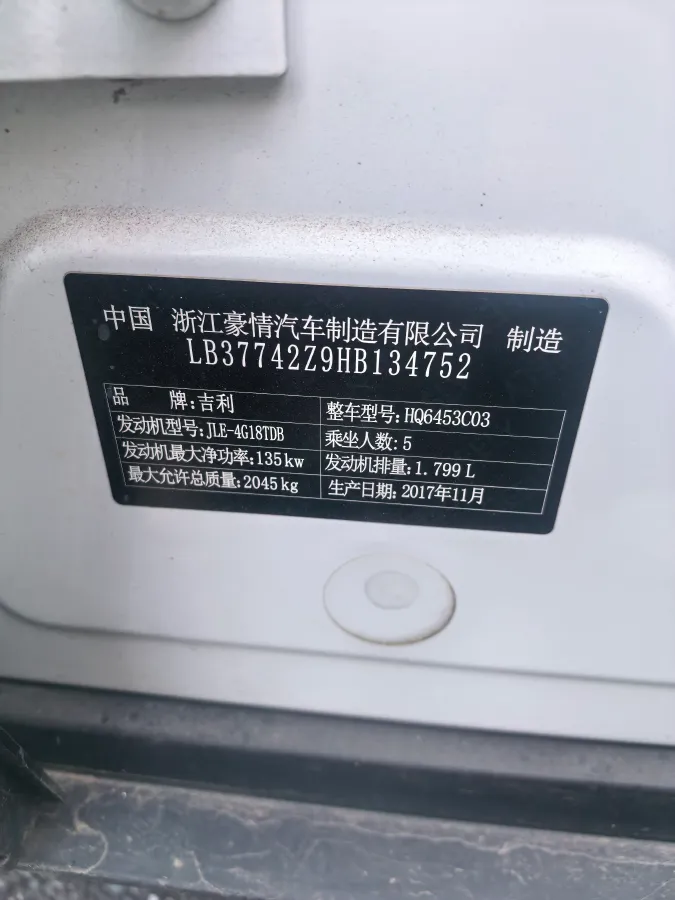 中国 浙江豪情汽车制造有限公司 制造
LB37742Z9HB134752
品 牌:吉利 整车型号:HQ6453C03
发动机型号:JLE-4G18TDB 乘坐人数:5
发动机最大净功率:135kw 发动机排量:1.799L
最大允许总质量:2045kg 生产日期:2017年11月